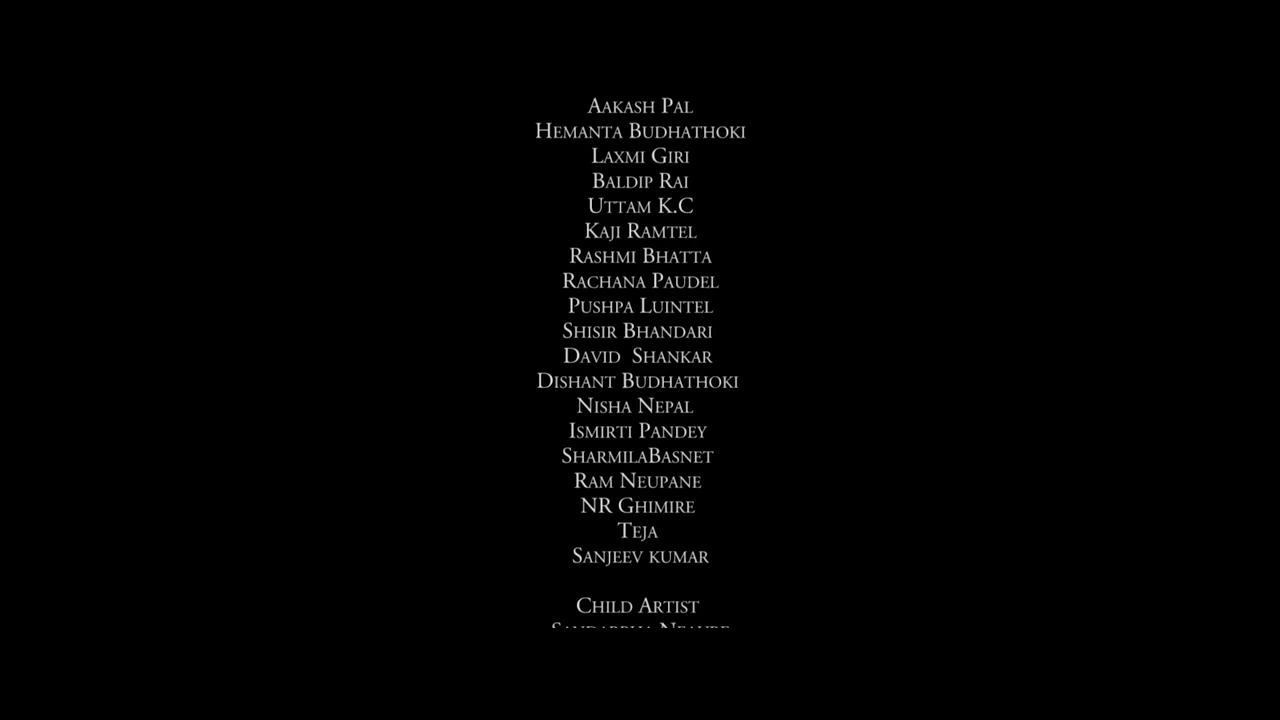 Aakash Pal
Hemanta Budhathoki
Laxmi Giri
Baldip Rai
Uttam K.C
Kaji Ramtel
Rashmi Bhatta
Rachana Paudel
Pushpa Luintel
Shisir Bhandari
David  Shankar
Dishant Budhathoki
Nisha Nepal
Ismirti Pandey
SharmilaBasnet
Ram Neupane
NR Ghimire
Teja
Sanjeev kumar
Child Artist